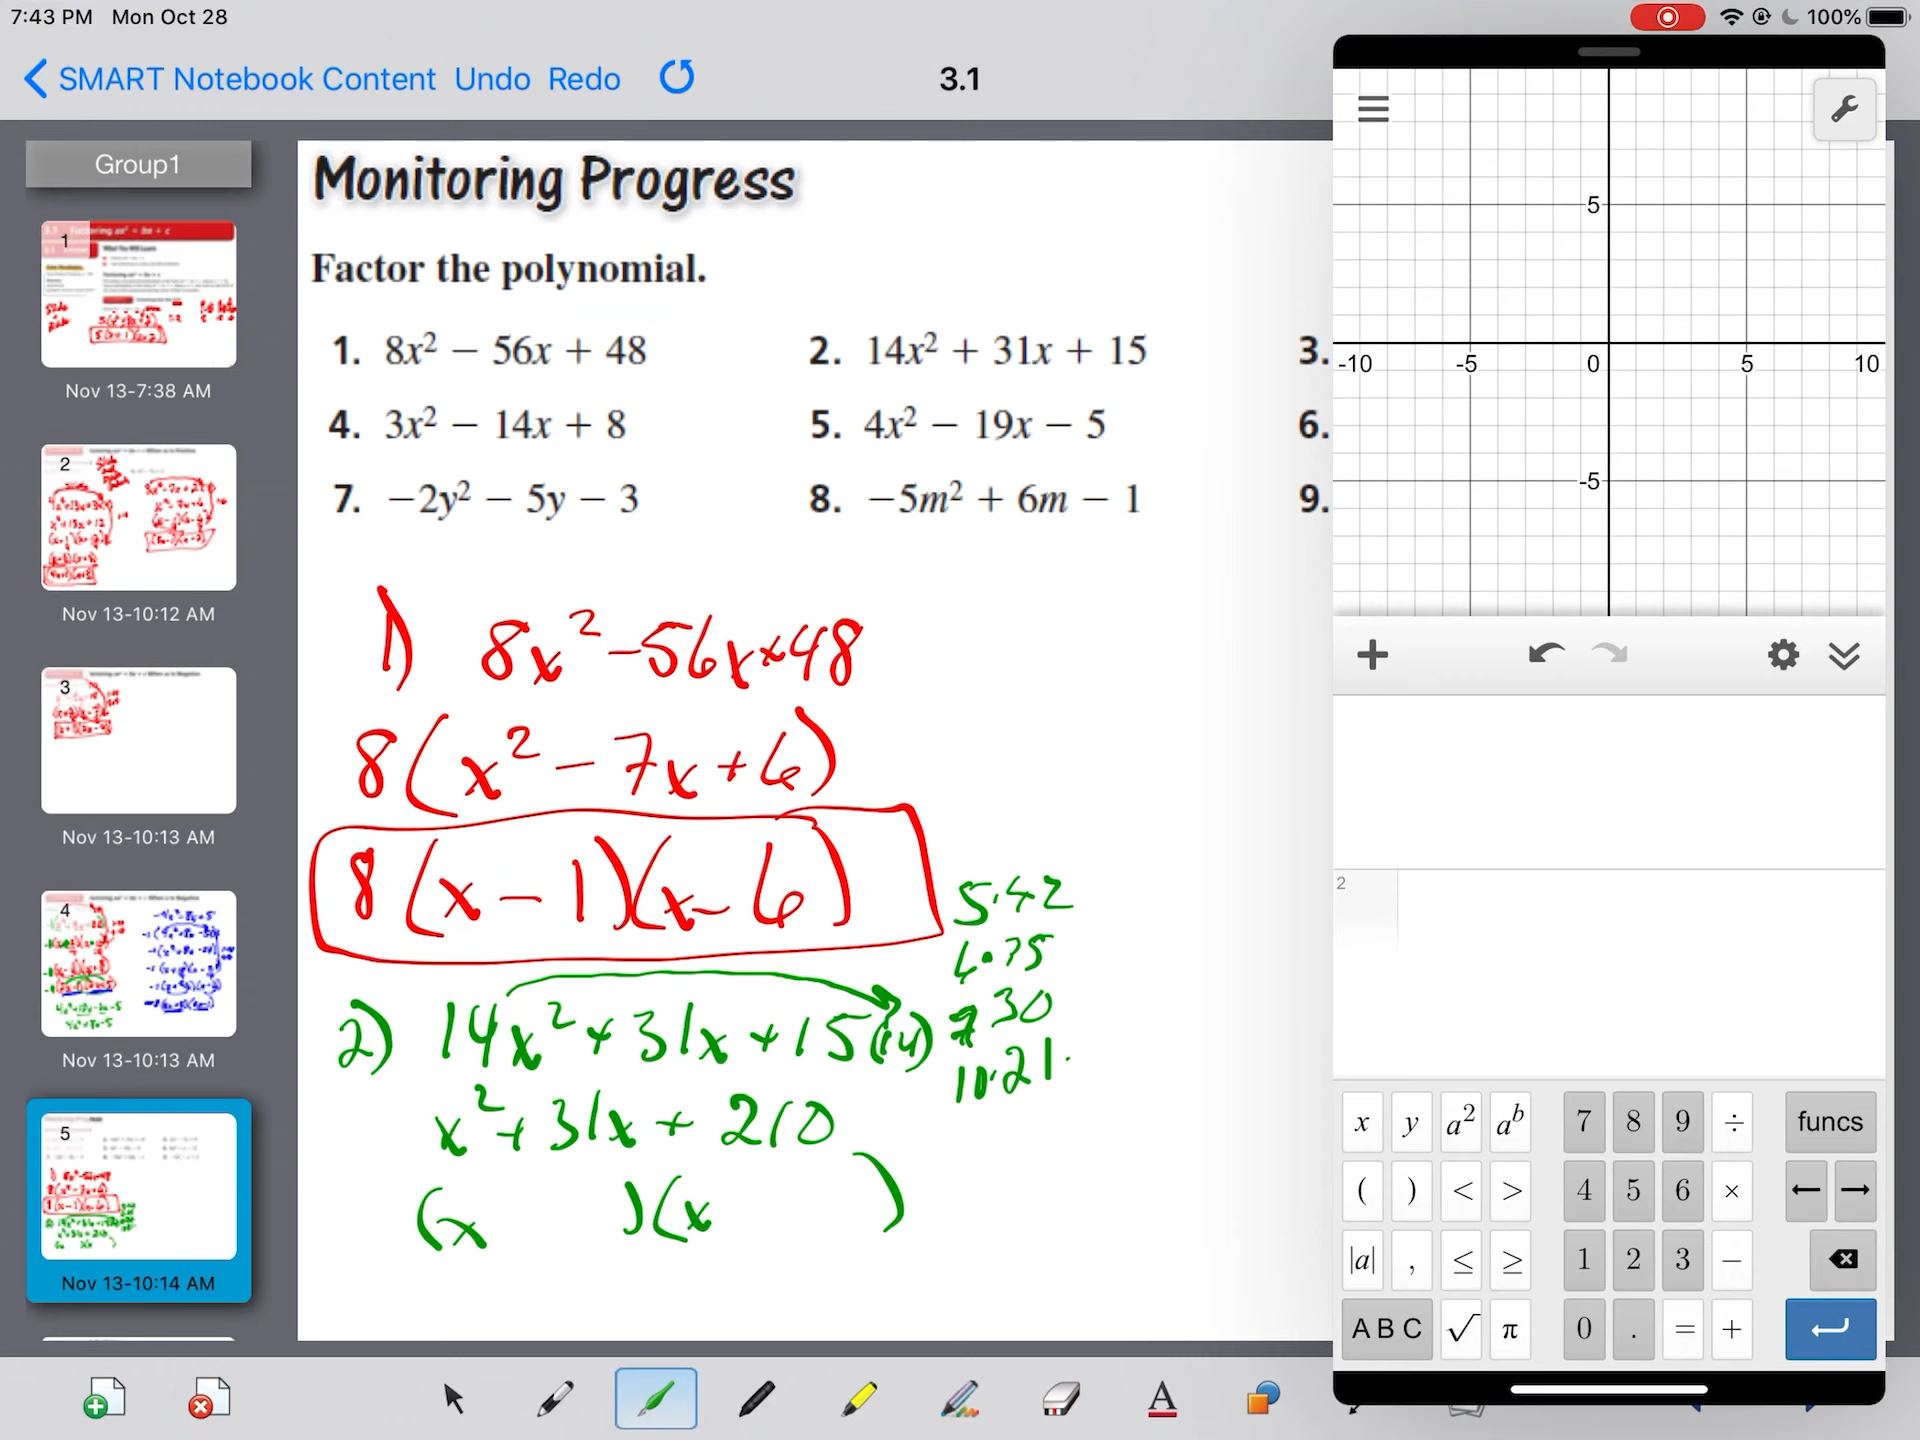 7:43 PM Mon Oct 28
100%
SMART Notebook Content Undo Redo
3.1
Group1
1
Nov 13-7:38 AM
2
Nov 13-10:12 AM
3
Nov 13-10:13 AM
4
Nov 13-10:13 AM
5
Nov 13-10:14 AM
Monitoring Progress
Factor the polynomial.
1. 8x² − 56x + 48 2. 14x² + 31x + 15 3.
4. 3x² − 14x + 8 5. 4x² − 19x − 5 6.
7. −2y² − 5y − 3 8. −5m² + 6m − 1 9.
1) 8x² - 56x + 48
8(x² - 7x + 6)
8(x - 1)(x - 6)
5·42
30
10·21
2) 14x² + 31x + 15(14)
x² + 31x + 210
(x )(x )
5
-10 -5 0 5 10
-5
2
x y a² aᵇ 7 8 9 ÷ funcs
( ) < > 4 5 6 × ← →
|a| , ≤ ≥ 1 2 3 −
A B C √ π 0 . = +
A